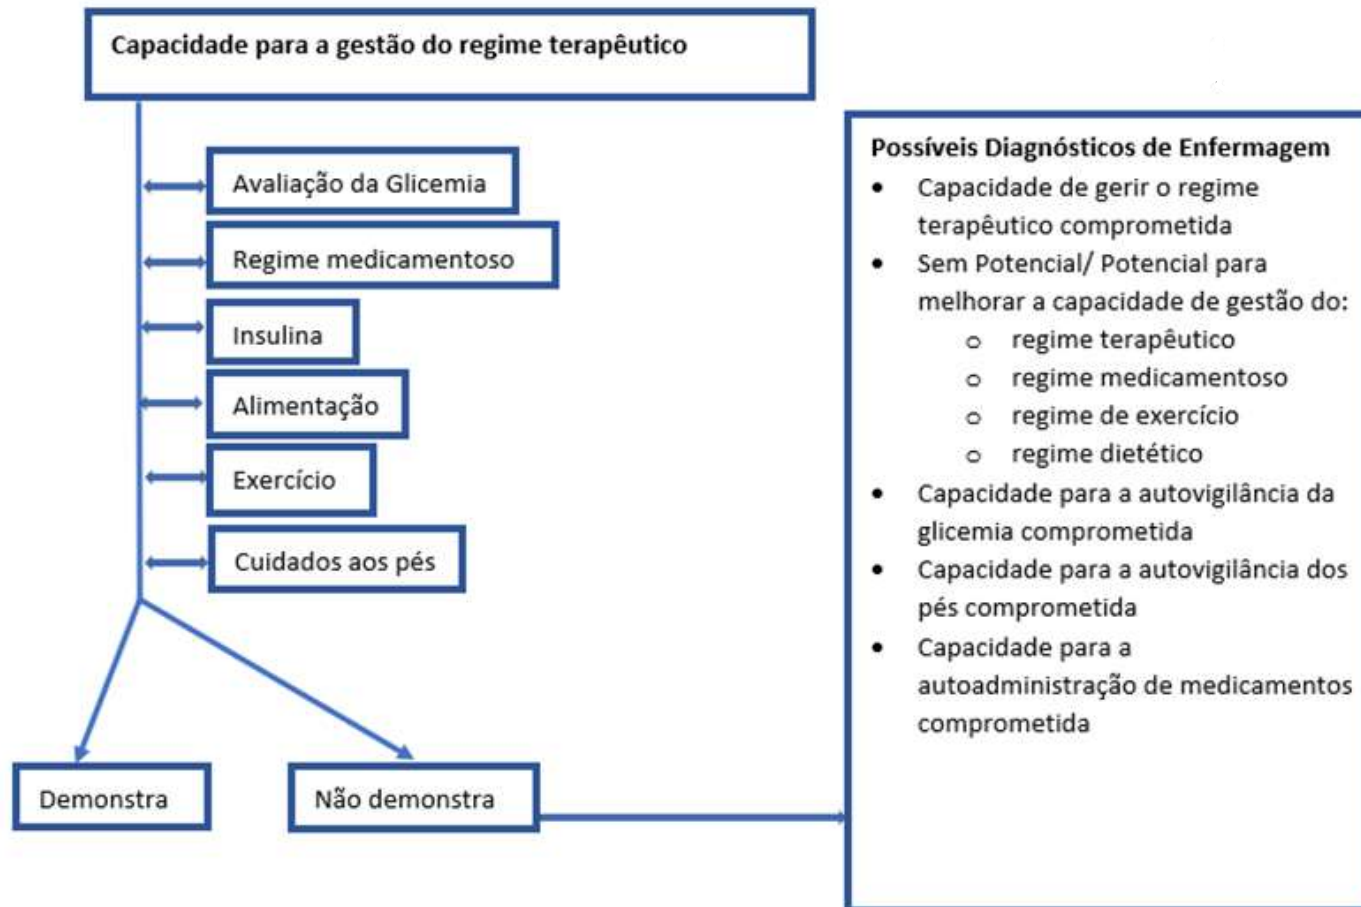 Capacidade para a gestão do regime terapêutico
Avaliação da Glicemia
Regime medicamentoso
Insulina
Alimentação
Exercício
Cuidados aos pés
Demonstra
Não demonstra
Possíveis Diagnósticos de Enfermagem
• Capacidade de gerir o regime
terapêutico comprometida
• Sem Potencial/ Potencial para
melhorar a capacidade de gestão do:
o regime terapêutico
o regime medicamentoso
o regime de exercício
o regime dietético
• Capacidade para a autovigilância da
glicemia comprometida
• Capacidade para a autovigilância dos
pés comprometida
• Capacidade para a
autoadministração de medicamentos
comprometida